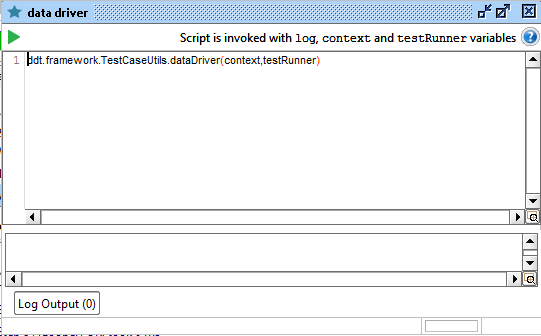 data driver
Script is invoked with log, context and testRunner variables
1 ddt.framework.TestCaseUtils.dataDriver(context,testRunner)
Log Output (0)